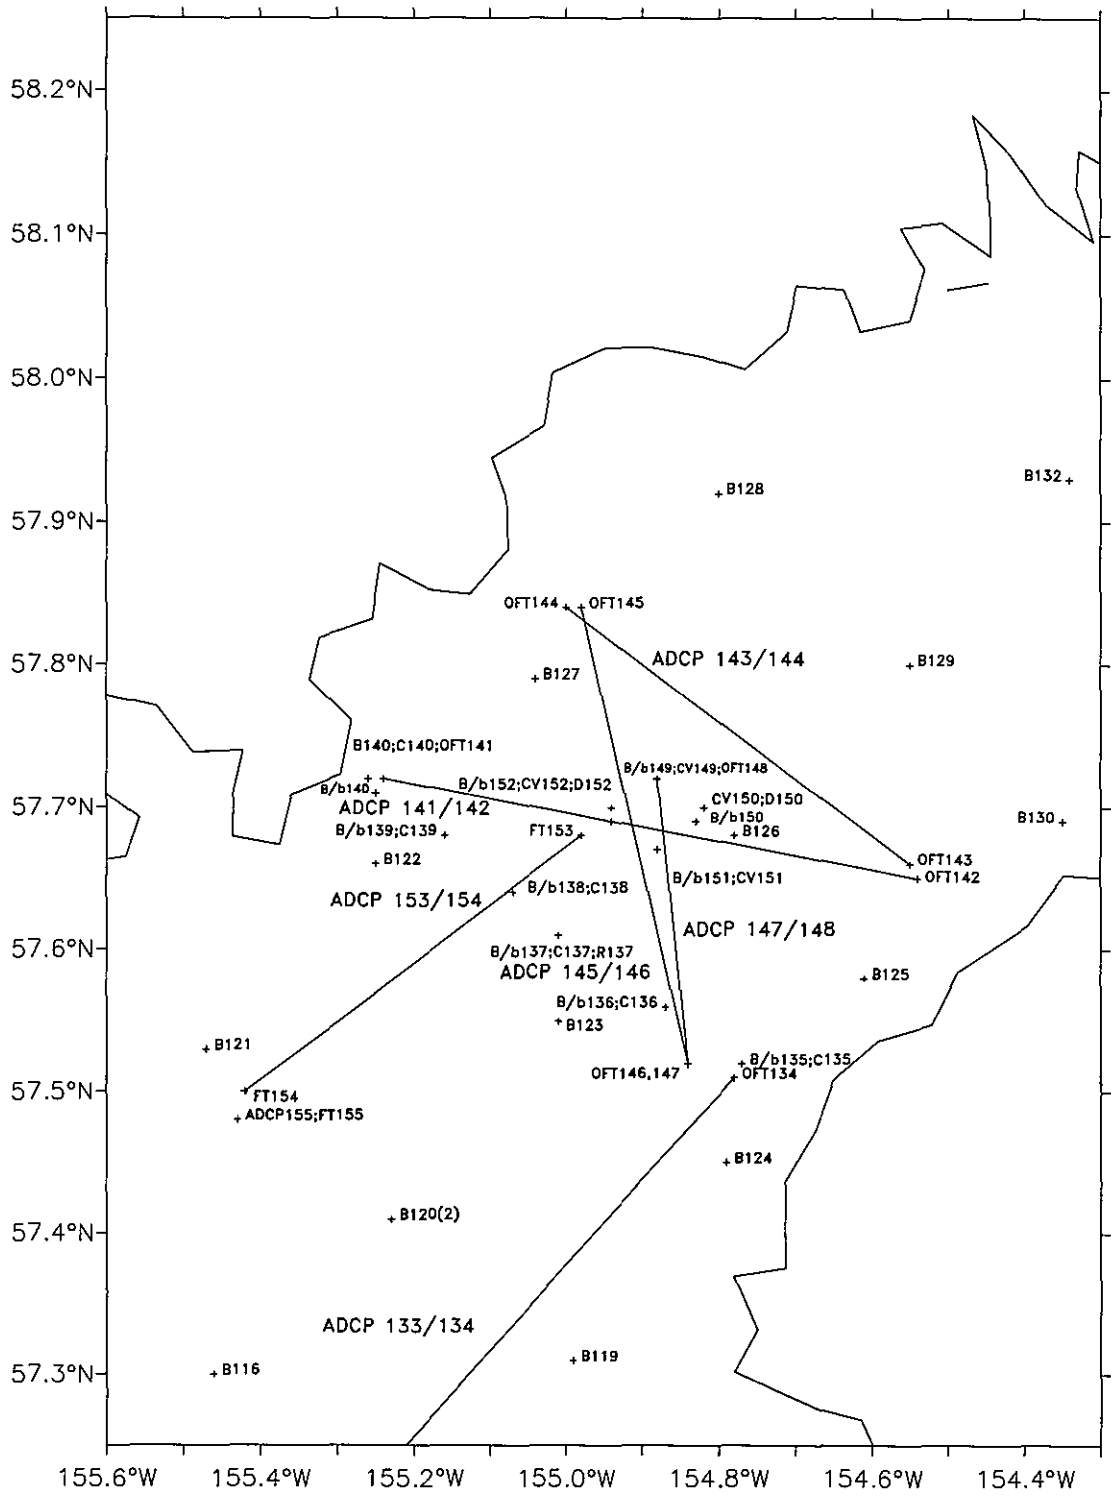 58.2°N
58.1°N
58.0°N
B132
B128
57.9°N
OFT144
OFT145
ADCP 143/144
B129
57.8°N
B127
B140;C140;OFT141
B/b149;CV149;OFT148
B/b152;CV152;D152
B/b140
CV150;D150
57.7°N
ADCP 141/142
B/b150
B130
B/b139;C139
FT153
B126
B122
OFT143
B/b151;CV151
OFT142
B/b138;C138
ADCP 153/154
ADCP 147/148
57.6°N
B/b137;C137;R137
ADCP 145/146
B125
B/b136;C136
B123
B121
B/b135;C135
OFT146,147
OFT134
57.5°N
FT154
ADCP155;FT155
B124
B120(2)
57.4°N
ADCP 133/134
B119
57.3°N
B116
155.6°W
155.4°W
155.2°W
155.0°W
154.8°W
154.6°W
154.4°W